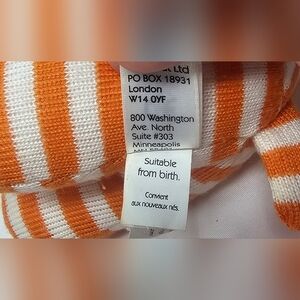 Ltd
PO BOX 18931
London
W14 0YF
800 Washington
Ave. North
Suite #303
Minneapolis
Suitable
from birth.
Convient
aux nouveaux nés.